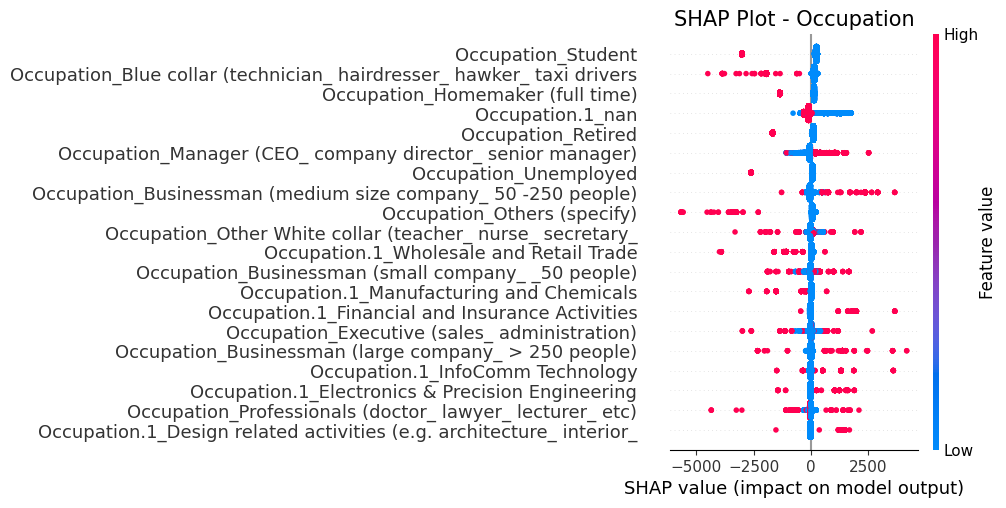 SHAP Plot - Occupation
High
Occupation_Student
Occupation_Blue collar (technician_ hairdresser_ hawker_ taxi drivers
Occupation_Homemaker (full time)
Occupation.1_nan
Occupation_Retired
Occupation_Manager (CEO_ company director_ senior manager)
Occupation_Unemployed
Occupation_Businessman (medium size company_ 50 -250 people)
Occupation_Others (specify)
Occupation_Other White collar (teacher_ nurse_ secretary_
Occupation.1_Wholesale and Retail Trade
Occupation_Businessman (small company_ _50 people)
Occupation.1_Manufacturing and Chemicals
Occupation.1_Financial and Insurance Activities
Occupation_Executive (sales_ administration)
Occupation_Businessman (large company_ > 250 people)
Occupation.1_InfoComm Technology
Occupation.1_Electronics & Precision Engineering
Occupation_Professionals (doctor_ lawyer_ lecturer_ etc)
Occupation.1_Design related activities (e.g. architecture_ interior_
Feature value
Low
−5000 −2500 0 2500
SHAP value (impact on model output)